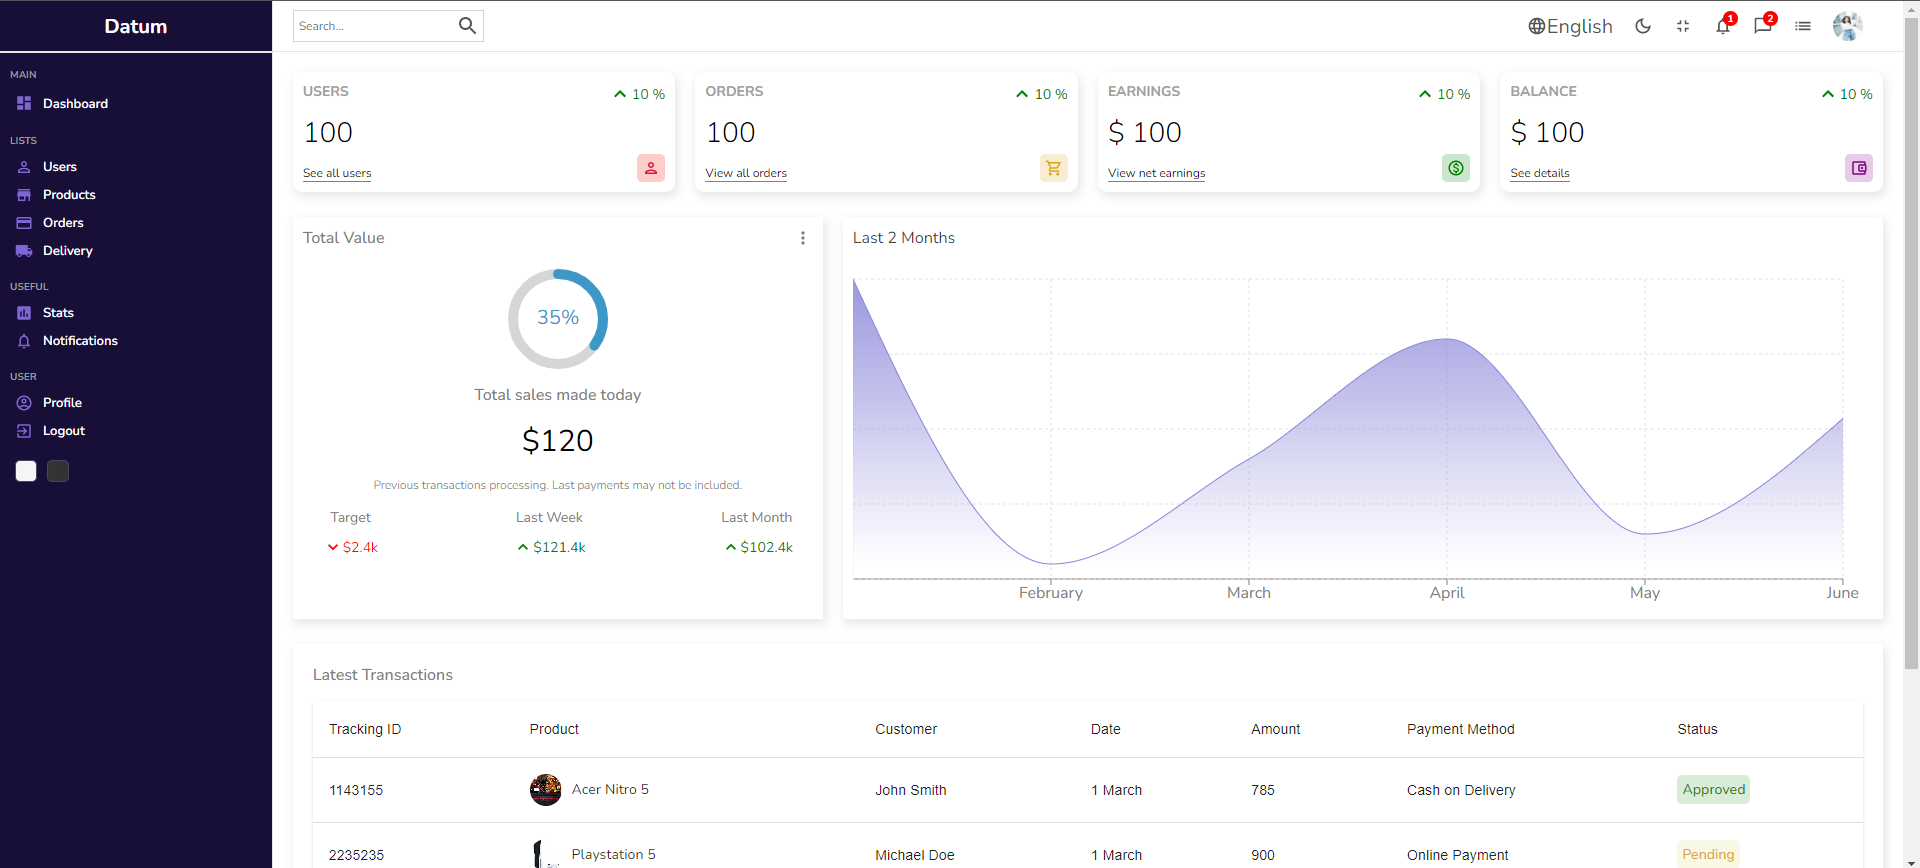 Datum
Search...
English
1
2
MAIN
Dashboard
LISTS
Users
Products
Orders
Delivery
USEFUL
Stats
Notifications
USER
Profile
Logout
USERS
10 %
100
See all users
ORDERS
10 %
100
View all orders
EARNINGS
10 %
$ 100
View net earnings
BALANCE
10 %
$ 100
See details
Total Value
35%
Total sales made today
$120
Previous transactions processing. Last payments may not be included.
Target Last Week Last Month
$2.4k $121.4k $102.4k
Last 2 Months
February March April May June
Latest Transactions
Tracking ID Product Customer Date Amount Payment Method Status
1143155 Acer Nitro 5 John Smith 1 March 785 Cash on Delivery Approved
2235235 Playstation 5 Michael Doe 1 March 900 Online Payment Pending